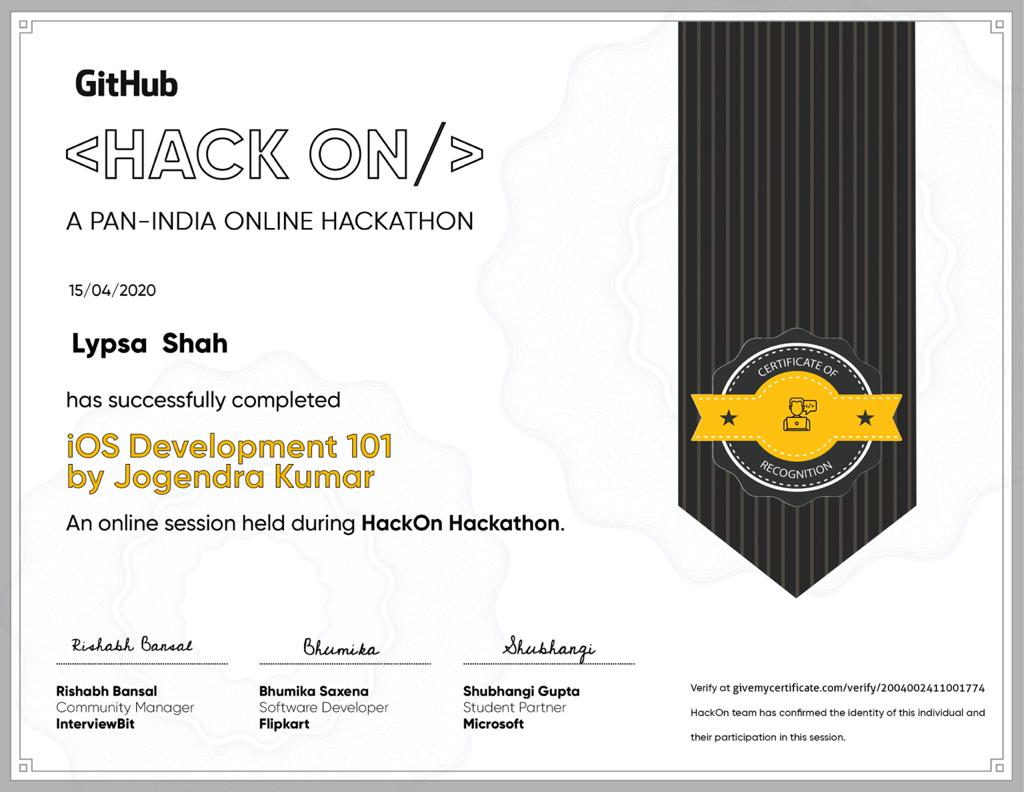 GitHub
<HACK ON/>
A PAN-INDIA ONLINE HACKATHON
15/04/2020
Lypsa Shah
has successfully completed
iOS Development 101
by Jogendra Kumar
An online session held during HackOn Hackathon.
CERTIFICATE OF
</>
RECOGNITION
Rishabh Bansal
Bhumika
Shubhangi
Rishabh Bansal
Community Manager
InterviewBit
Bhumika Saxena
Software Developer
Flipkart
Shubhangi Gupta
Student Partner
Microsoft
Verify at givemycertificate.com/verify/2004002411001774
HackOn team has confirmed the identity of this individual and
their participation in this session.